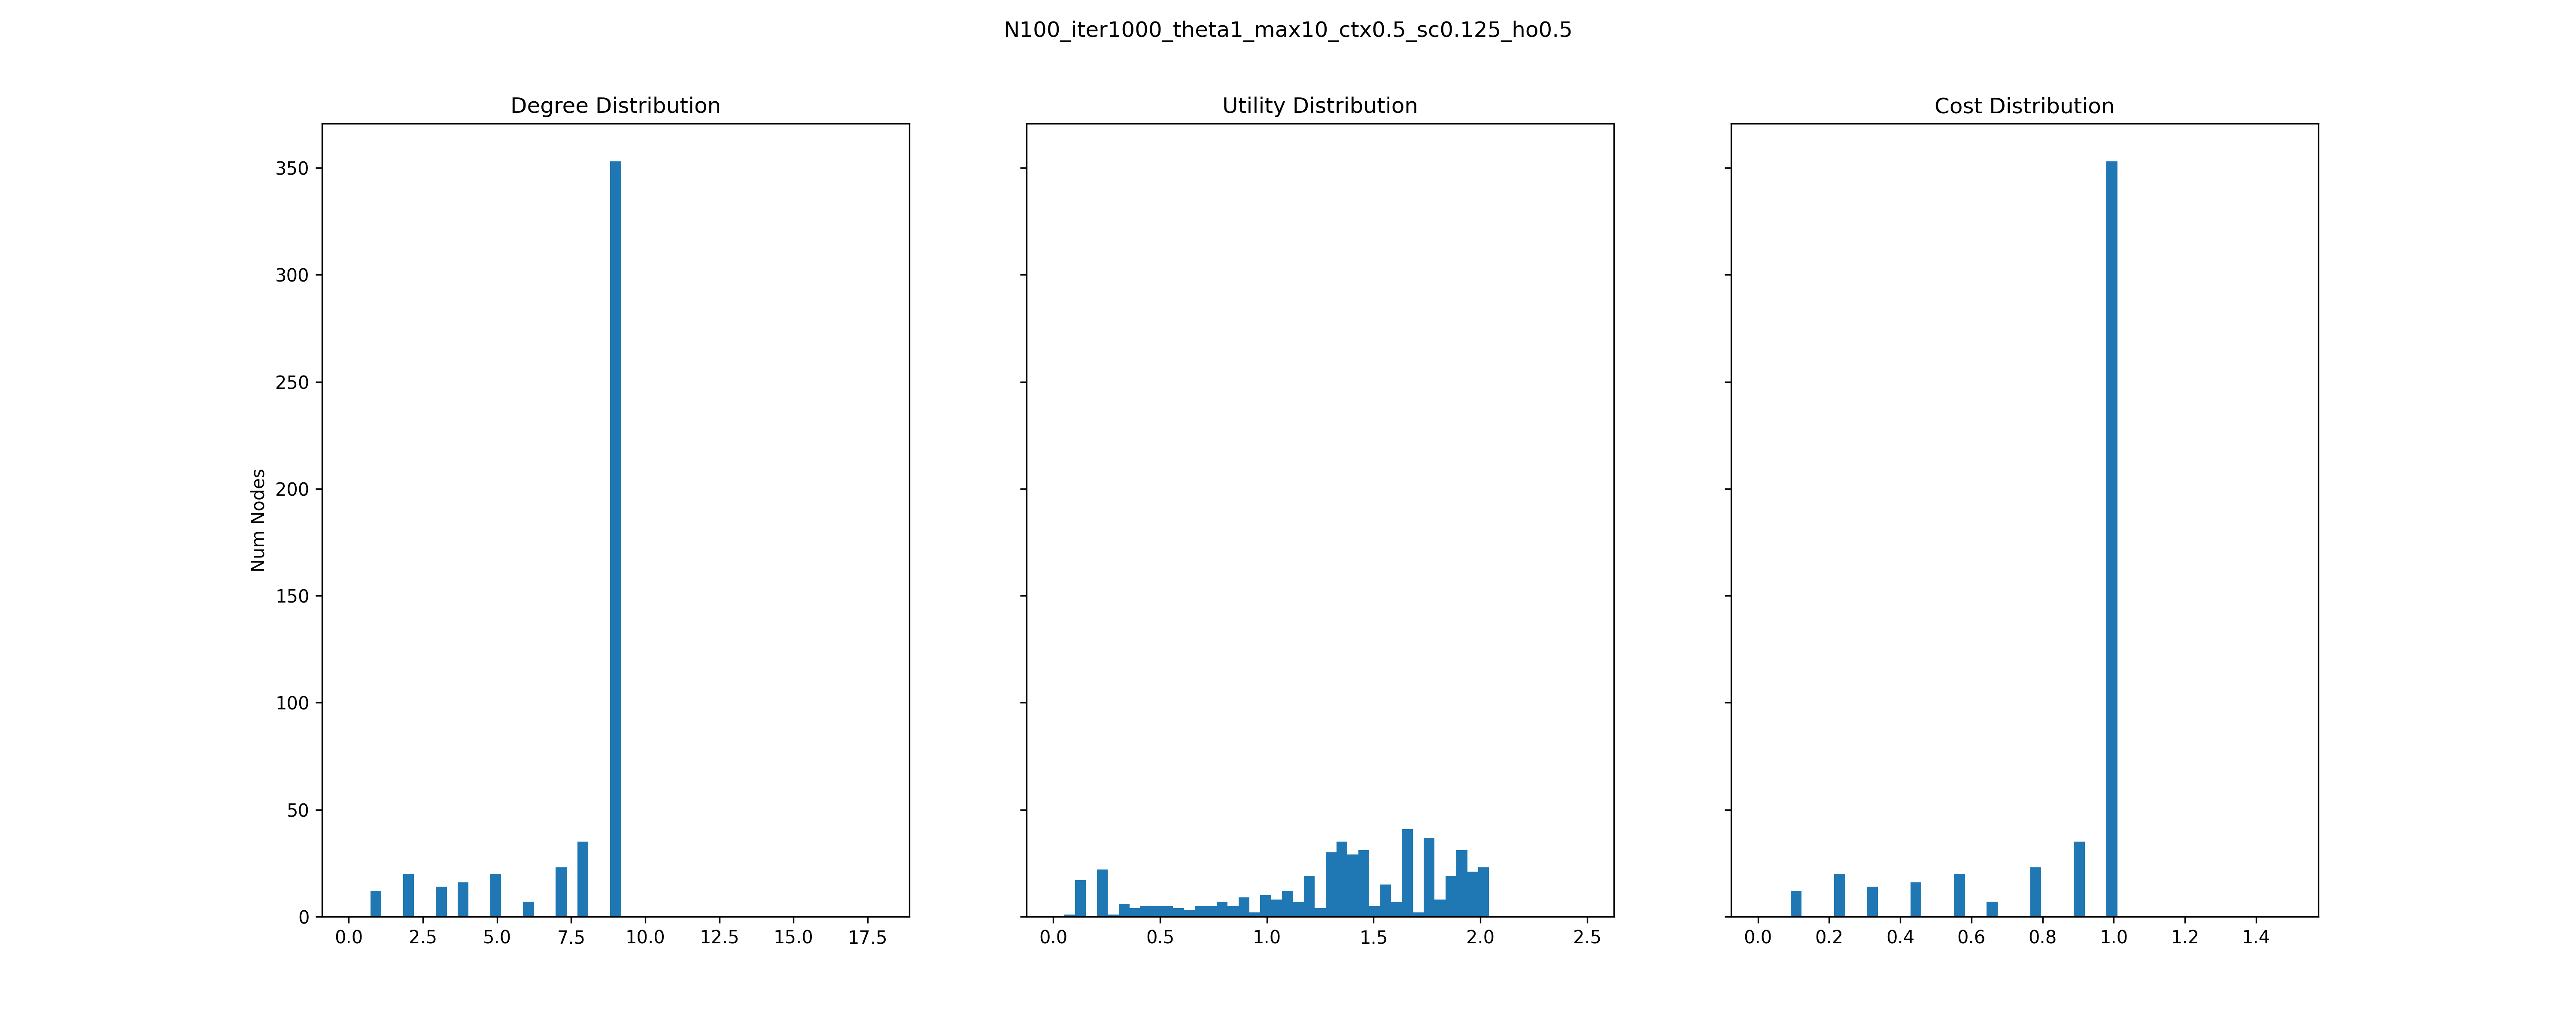 N100_iter1000_theta1_max10_ctx0.5_sc0.125_ho0.5
Degree Distribution
Utility Distribution
Cost Distribution
Num Nodes
350
300
250
200
150
100
50
0
0.0 2.5 5.0 7.5 10.0 12.5 15.0 17.5
0.0 0.5 1.0 1.5 2.0 2.5
0.0 0.2 0.4 0.6 0.8 1.0 1.2 1.4